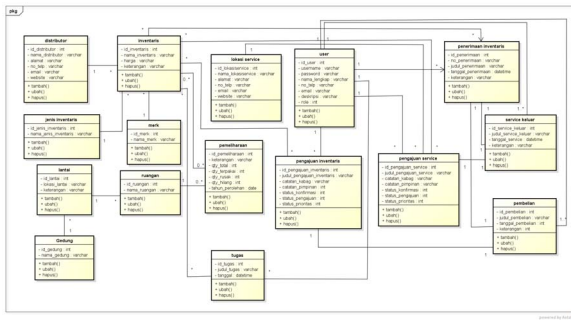 pkg
distributor
- id_distributor : int
- nama_distributor : varchar
- alamat : varchar
- no_telp : varchar
- email : varchar
- website : varchar
+ tambah()
+ ubah()
+ hapus()
inventaris
- id_inventaris : int
- nama_inventaris : varchar
- harga : varchar
- keterangan : varchar
- website : varchar
+ tambah()
+ ubah()
+ hapus()
lokasi service
- id_lokasiservice : int
- nama_lokasiservice : varchar
- alamat : varchar
- no_telp : varchar
- email : varchar
- website : varchar
+ tambah()
+ ubah()
+ hapus()
user
- id_user : int
- username : varchar
- password : varchar
- nama_lengkap : varchar
- no_telp : varchar
- email : varchar
- deskripsi : varchar
- role : int
+ tambah()
+ ubah()
+ hapus()
penerimaan inventaris
- id_penerimaan : int
- no_penerimaan : varchar
- judul_penerimaan : varchar
- tanggal_penerimaan : datetime
- keterangan : varchar
+ tambah()
+ ubah()
+ hapus()
jenis inventaris
- id_jenis_inventaris : int
- nama_jenis_inventaris : varchar
+ tambah()
+ ubah()
+ hapus()
merk
- id_merk : int
- nama_merk : varchar
+ tambah()
+ ubah()
+ hapus()
service keluar
- id_service_keluar : int
- judul_service_keluar : varchar
- tanggal_service : datetime
- keterangan : varchar
+ tambah()
+ ubah()
+ hapus()
pemeliharaan
- id_pemeliharaan : int
- keterangan : varchar
- qty_total : int
- qty_terpakai : int
- qty_rusak : int
- qty_hilang : int
- tahun_pemeliharaan : date
+ tambah()
+ ubah()
+ hapus()
pengajuan inventaris
- id_pengajuan_inventaris : int
- judul_pengajuan_inventaris : varchar
- catatan_kabag : varchar
- catatan_pimpinan : varchar
- status_konfirmasi : int
- status_pengajuan : int
- status_prioritas : int
+ tambah()
+ ubah()
+ hapus()
pengajuan service
- id_pengajuan_service : int
- judul_pengajuan_service : varchar
- catatan_kabag : varchar
- catatan_pimpinan : varchar
- status_konfirmasi : int
- status_pengajuan : int
- status_prioritas : int
+ tambah()
+ ubah()
+ hapus()
lantai
- id_lantai : int
- lokasi_lantai : varchar
- keterangan : varchar
+ tambah()
+ ubah()
+ hapus()
ruangan
- id_ruangan : int
- nama_ruangan : varchar
+ tambah()
+ ubah()
+ hapus()
pembelian
- id_pembelian : int
- judul_pembelian : varchar
- tanggal_pembelian : int
- keterangan : int
+ tambah()
+ ubah()
+ hapus()
Gedung
- id_gedung : int
- nama_gedung : varchar
+ tambah()
+ ubah()
+ hapus()
tugas
- id_tugas : int
- judul_tugas : varchar
- tanggal : datetime
+ tambah()
+ ubah()
+ hapus()